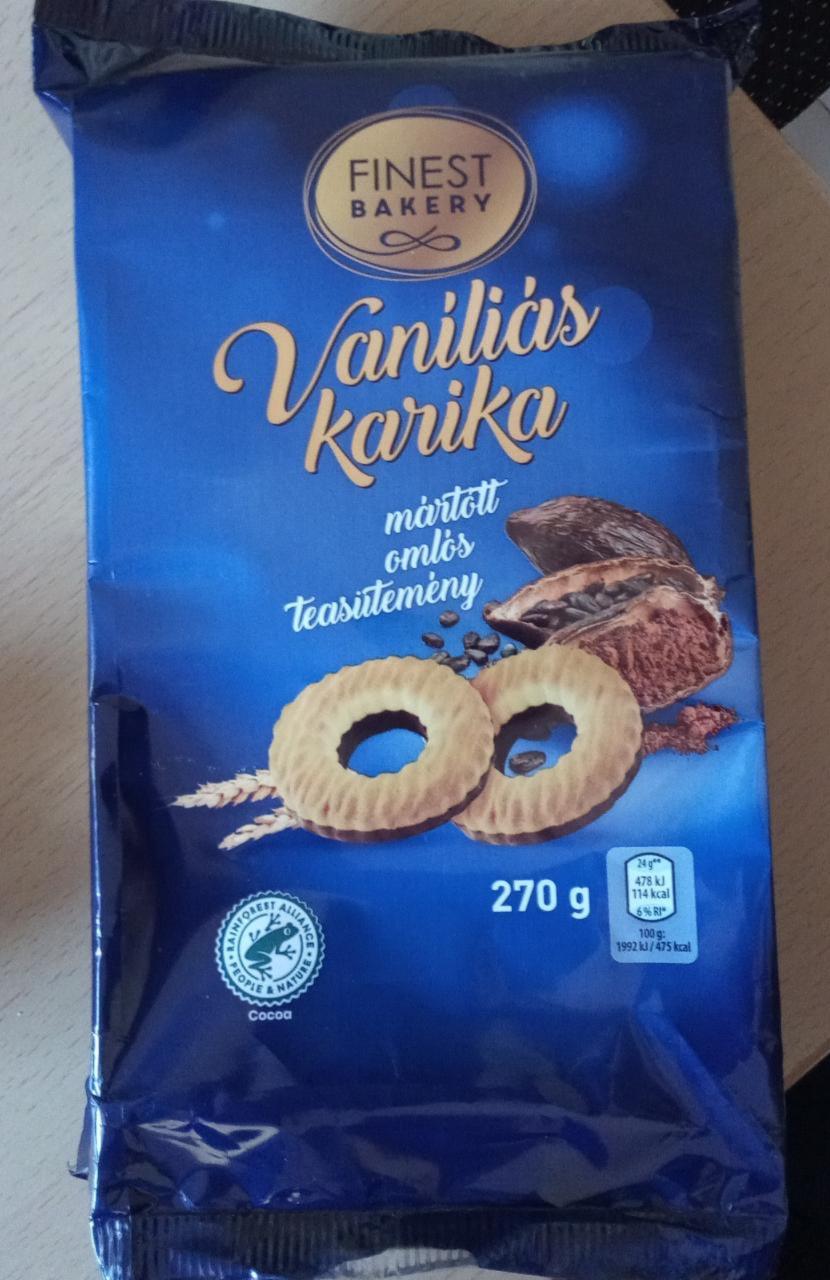 FINEST
BAKERY
Vaníliás
karika
mártott
omlós
teasütemény
270 g
24 g**
478 kJ
114 kcal
6 % RI*
100 g:
1992 kJ / 475 kcal
RAINFOREST ALLIANCE
PEOPLE & NATURE
Cocoa